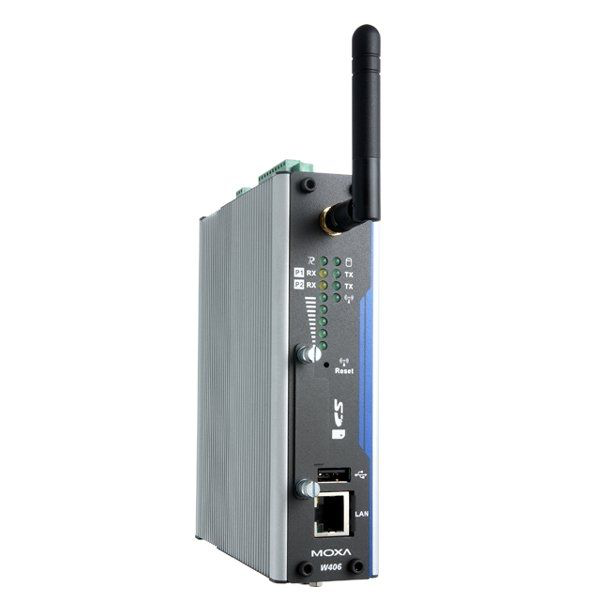 P1 RX TX
P2 RX TX
Reset
LAN
MOXA
W406